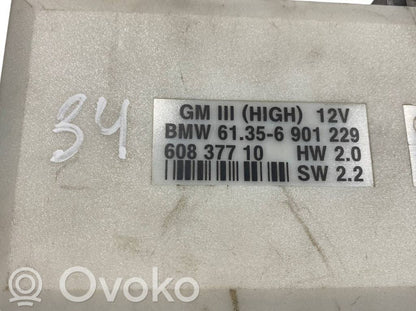 34
GM III (HIGH) 12V
BMW 61.35-6 901 229
608 377 10 HW 2.0
SW 2.2
Ovoko